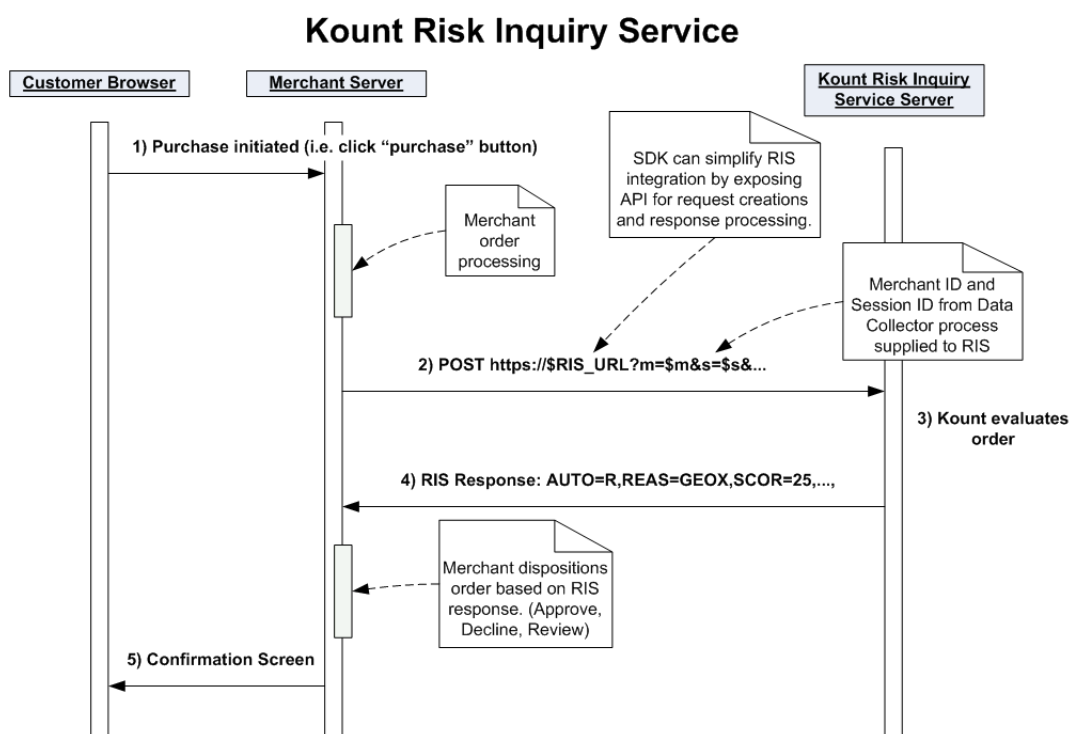 Kount Risk Inquiry Service
Customer Browser
Merchant Server
Kount Risk Inquiry
Service Server
1) Purchase initiated (i.e. click “purchase” button)
SDK can simplify RIS
integration by exposing
API for request creations
and response processing.
Merchant
order
processing
Merchant ID and
Session ID from Data
Collector process
supplied to RIS
2) POST https://$RIS_URL?m=$m&s=$s&...
3) Kount evaluates
order
4) RIS Response: AUTO=R,REAS=GEOX,SCOR=25,...,
Merchant dispositions
order based on RIS
response. (Approve,
Decline, Review)
5) Confirmation Screen